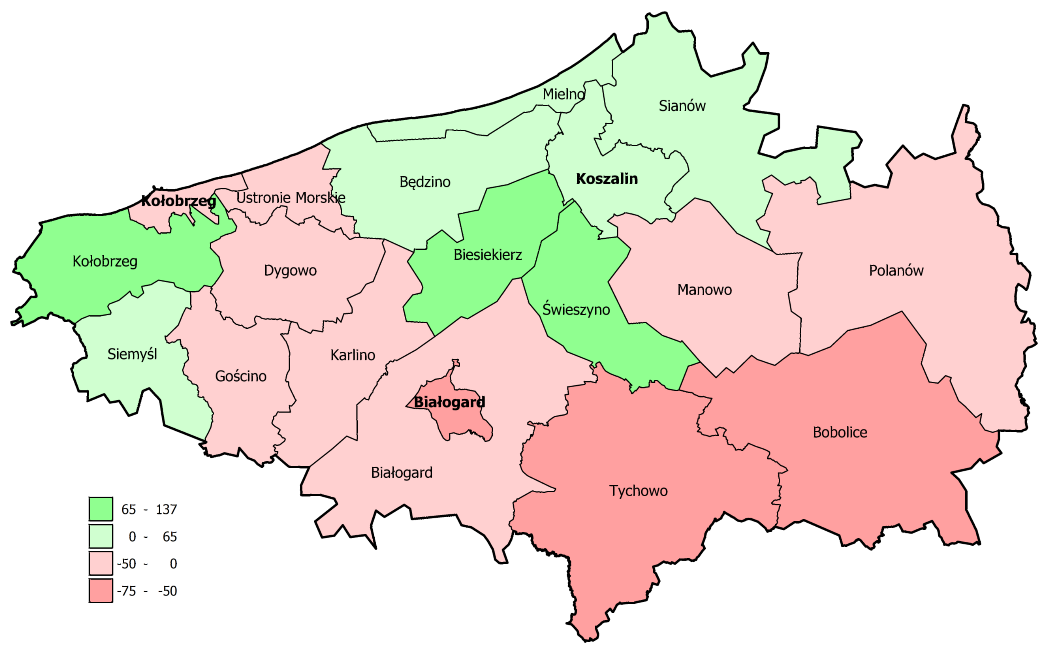 Mielno
Sianów
Będzino
Koszalin
Kołobrzeg
Ustronie Morskie
Kołobrzeg
Dygowo
Biesiekierz
Polanów
Manowo
Świeszyno
Siemyśl
Karlino
Gościno
Białogard
Bobolice
Białogard
Tychowo
65 - 137
0 - 65
-50 - 0
-75 - -50